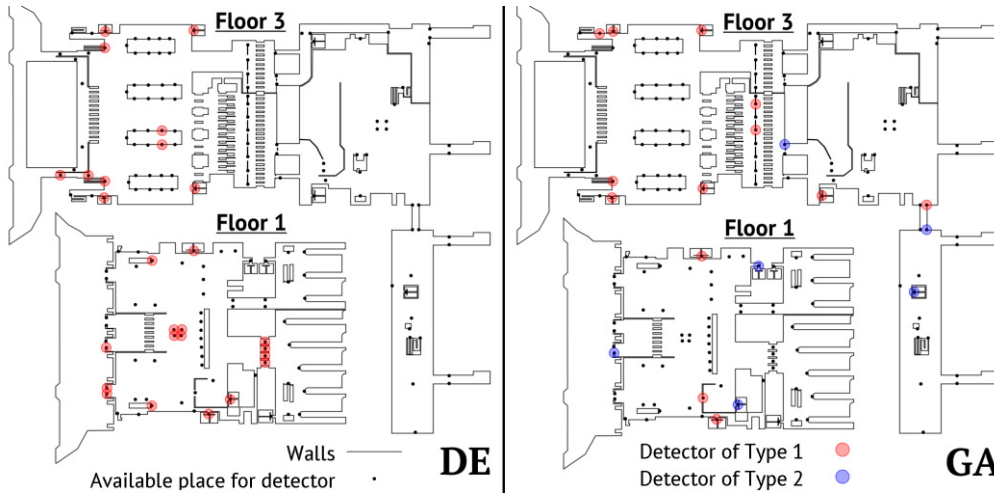 Floor 3
Floor 1
Walls
Available place for detector
DE
Floor 3
Floor 1
Detector of Type 1
Detector of Type 2
GA